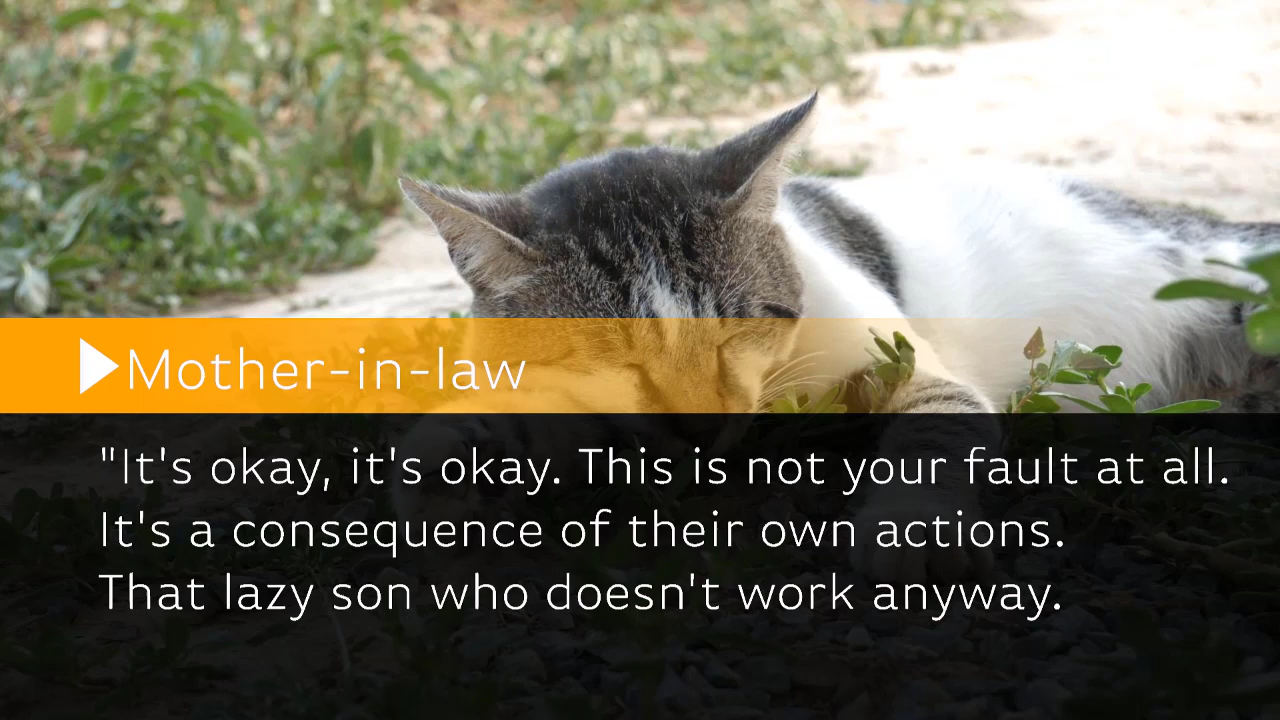 Mother-in-law
"It's okay, it's okay. This is not your fault at all.
It's a consequence of their own actions.
That lazy son who doesn't work anyway.